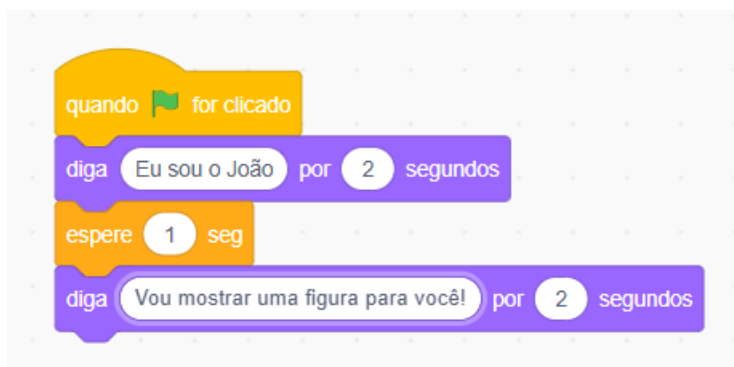 quando for clicado
diga Eu sou o João por 2 segundos
espere 1 seg
diga Vou mostrar uma figura para você! por 2 segundos